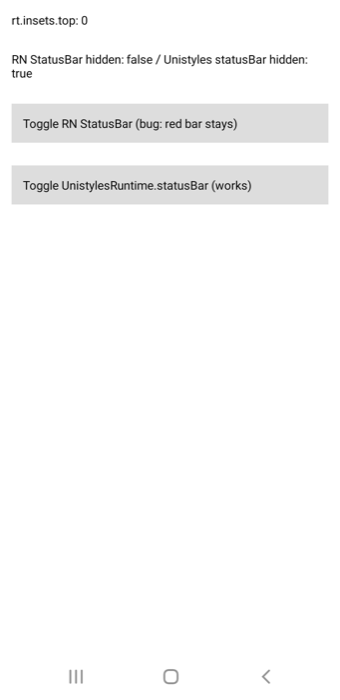 rt.insets.top: 0
RN StatusBar hidden: false / Unistyles statusBar hidden:
true
Toggle RN StatusBar (bug: red bar stays)
Toggle UnistylesRuntime.statusBar (works)